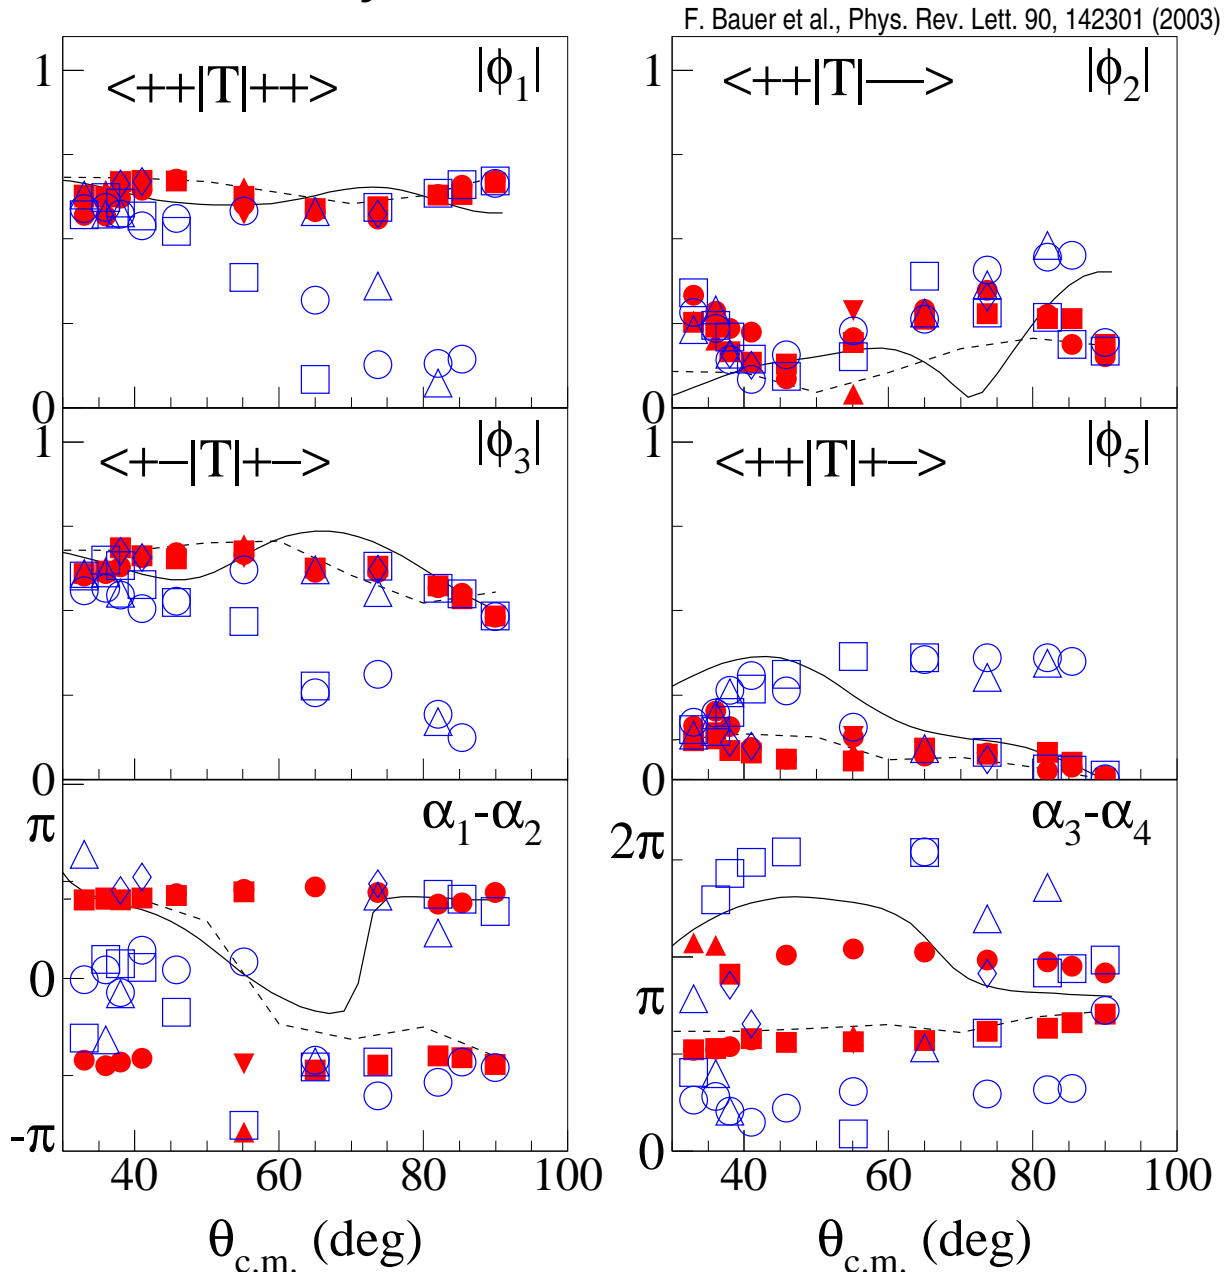 F. Bauer et al., Phys. Rev. Lett. 90, 142301 (2003)
1
<++|T|++>
|ϕ1|
0
1
<++|T|−−>
|ϕ2|
0
1
<+−|T|+−>
|ϕ3|
0
1
<++|T|+−>
|ϕ5|
0
π
α1-α2
0
-π
40
60
80
100
θc.m. (deg)
2π
α3-α4
π
0
40
60
80
100
θc.m. (deg)